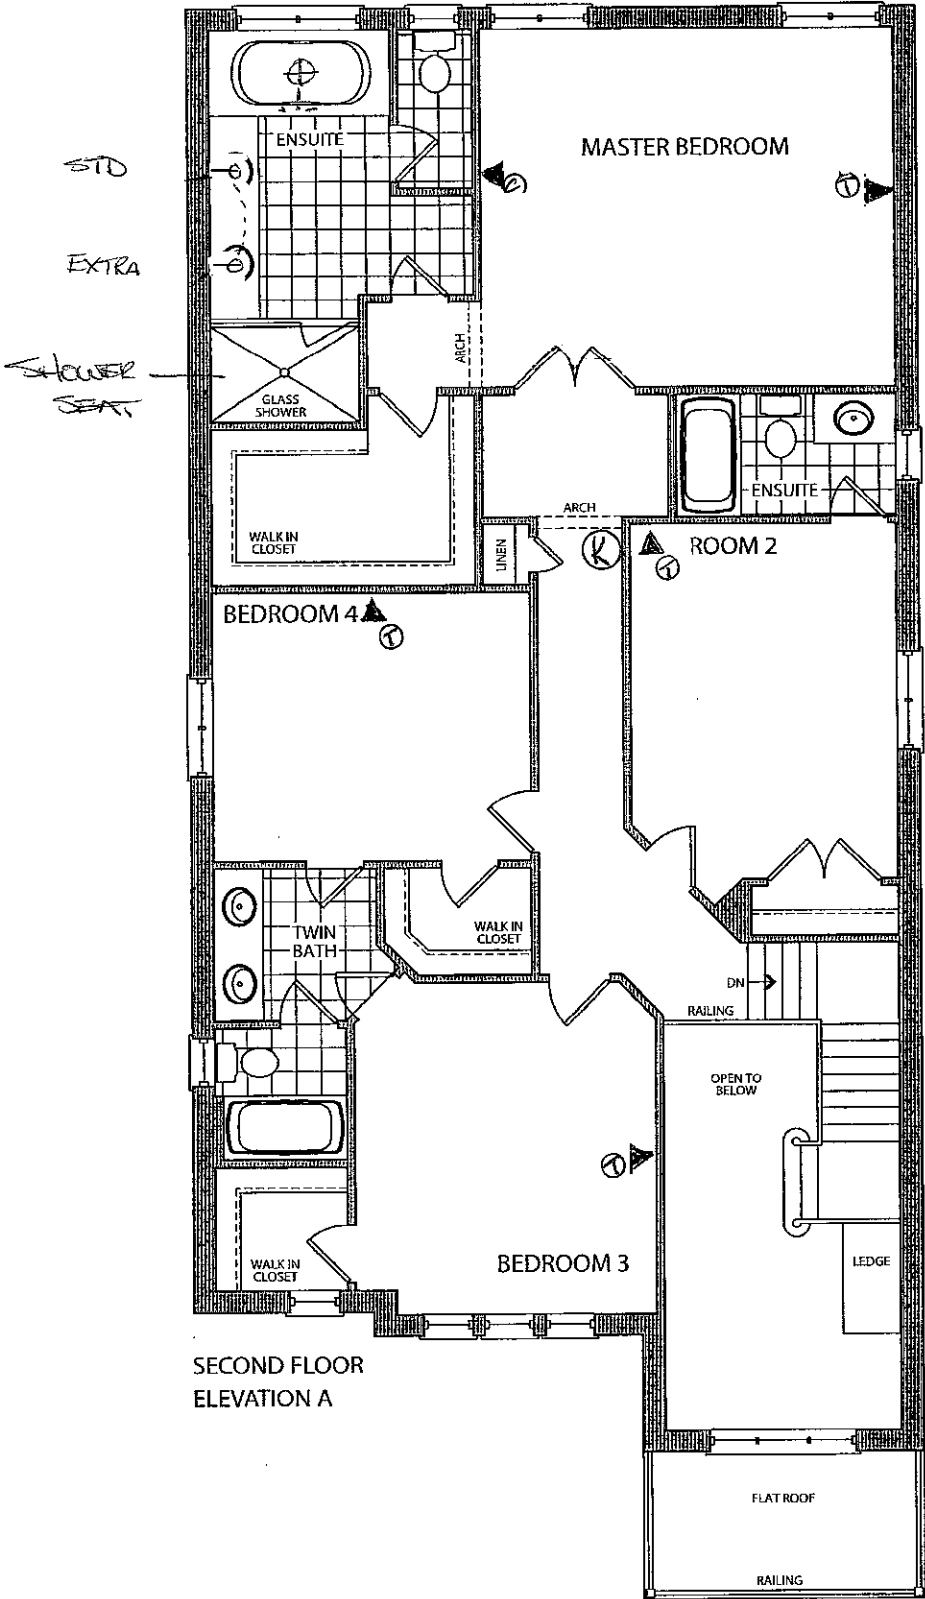 ENSUITE
MASTER BEDROOM
STD
C
T
EXTRA
ARCH
SHOWER
SEAT
GLASS
SHOWER
ENSUITE
ARCH
WALK IN
CLOSET
LINEN
K
ROOM 2
T
BEDROOM 4
T
TWIN
BATH
WALK IN
CLOSET
DN
RAILING
OPEN TO
BELOW
T
WALK IN
CLOSET
BEDROOM 3
LEDGE
SECOND FLOOR
ELEVATION A
FLAT ROOF
RAILING